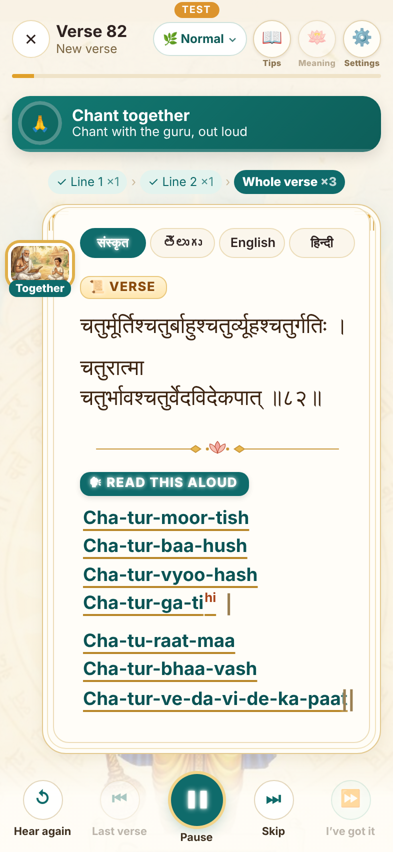 TEST
Verse 82
New verse
🌿 Normal
Tips
Meaning
Settings
Chant together
Chant with the guru, out loud
✓ Line 1 ×1 › ✓ Line 2 ×1 › Whole verse ×3
Together
संस्कृत తెలుగు English हिन्दी
📜 VERSE
चतुर्मूर्तिश्चतुर्बाहुश्चतुर्व्यूहश्चतुर्गतिः ।
चतुरात्मा
चतुर्भावश्चतुर्वेदविदेकपात् ॥८२॥
🗣 READ THIS ALOUD
Cha-tur-moor-tish
Cha-tur-baa-hush
Cha-tur-vyoo-hash
Cha-tur-ga-tihi |
Cha-tu-raat-maa
Cha-tur-bhaa-vash
Cha-tur-ve-da-vi-de-ka-paat||
Hear again
Last verse
Pause
Skip
I've got it